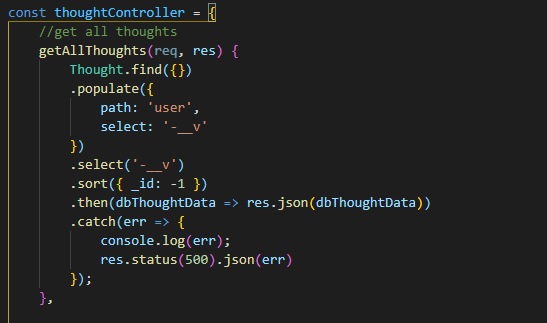 const thoughtController = {
    //get all thoughts
    getAllThoughts(req, res) {
        Thought.find({})
        .populate({
            path: 'user',
            select: '-__v'
        })
        .select('-__v')
        .sort({ _id: -1 })
        .then(dbThoughtData => res.json(dbThoughtData))
        .catch(err => {
            console.log(err);
            res.status(500).json(err)
        });
    },